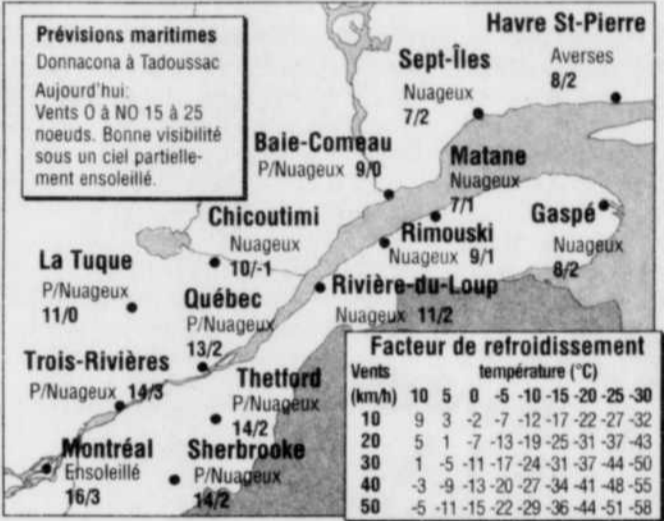 Prévisions maritimes
Donnacona à Tadoussac
Aujourd'hui:
Vents O à NO 15 à 25
noeuds. Bonne visibilité
sous un ciel partielle-
ment ensoleillé.
Havre St-Pierre
Averses
8/2
Sept-Îles
Nuageux
7/2
Baie-Comeau
P/Nuageux 9/0
Matane
Nuageux
7/1
Gaspé
Nuageux
8/2
Rimouski
Nuageux 9/1
Chicoutimi
Nuageux
10/-1
La Tuque
P/Nuageux
11/0
Rivière-du-Loup
Nuageux 11/2
Québec
P/Nuageux
13/2
Trois-Rivières
P/Nuageux 14/3
Thetford
P/Nuageux
14/2
Montréal
Ensoleillé
16/3
Sherbrooke
P/Nuageux
14/2
Facteur de refroidissement
Vents température (°C)
(km/h) 10 5 0 -5 -10 -15 -20 -25 -30
10 9 3 -2 -7 -12 -17 -22 -27 -32
20 5 1 -7 -13 -19 -25 -31 -37 -43
30 1 -5 -11 -17 -24 -31 -37 -44 -50
40 -3 -9 -13 -20 -27 -34 -41 -48 -55
50 -5 -11 -15 -22 -29 -36 -44 -51 -58